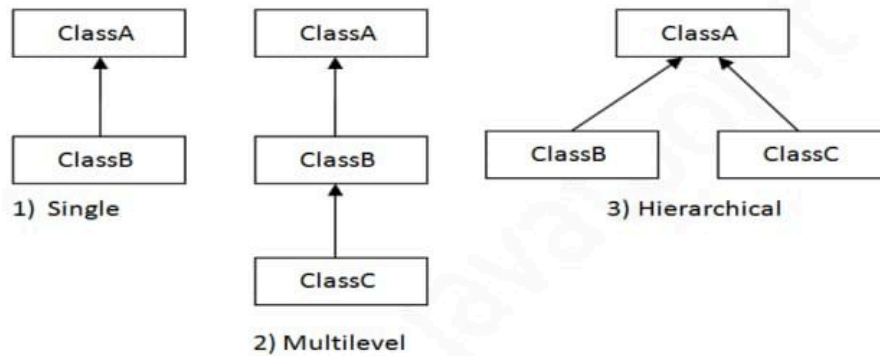 ClassA
ClassB
1) Single
ClassA
ClassB
ClassC
2) Multilevel
ClassA
ClassB
ClassC
3) Hierarchical